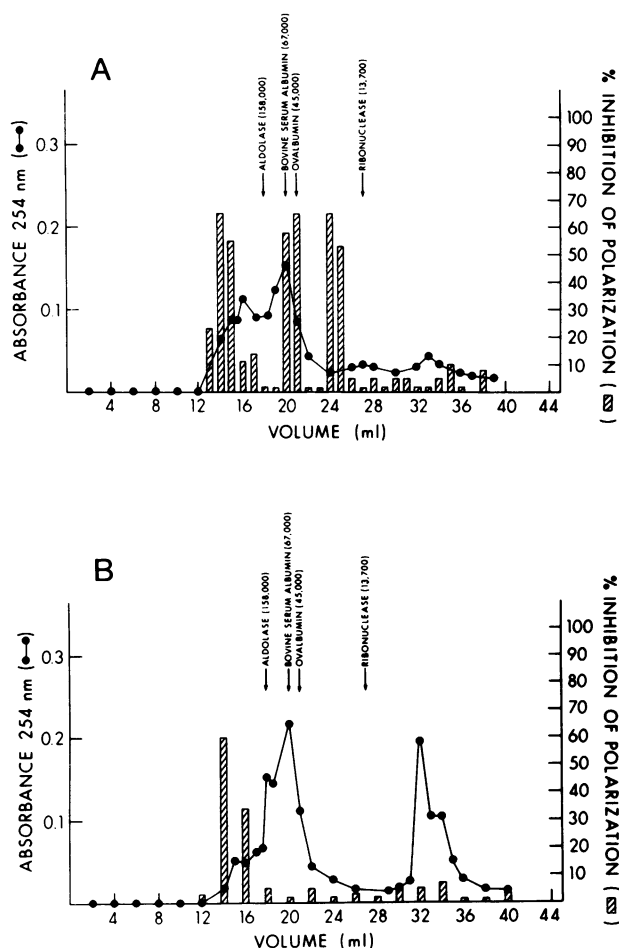 A
ALDOLASE (158,000)
BOVINE SERUM ALBUMIN (67,000)
OVALBUMIN (45,000)
RIBONUCLEASE (13,700)
ABSORBANCE 254 nm ( )
0.3
0.2
0.1
% INHIBITION OF POLARIZATION ( )
100
90
80
70
60
50
40
30
20
10
4 8 12 16 20 24 28 32 36 40 44
VOLUME (ml)
B
ALDOLASE (158,000)
BOVINE SERUM ALBUMIN (67,000)
OVALBUMIN (45,000)
RIBONUCLEASE (13,700)
ABSORBANCE 254 nm ( )
0.3
0.2
0.1
% INHIBITION OF POLARIZATION ( )
100
90
80
70
60
50
40
30
20
10
4 8 12 16 20 24 28 32 36 40 44
VOLUME (ml)